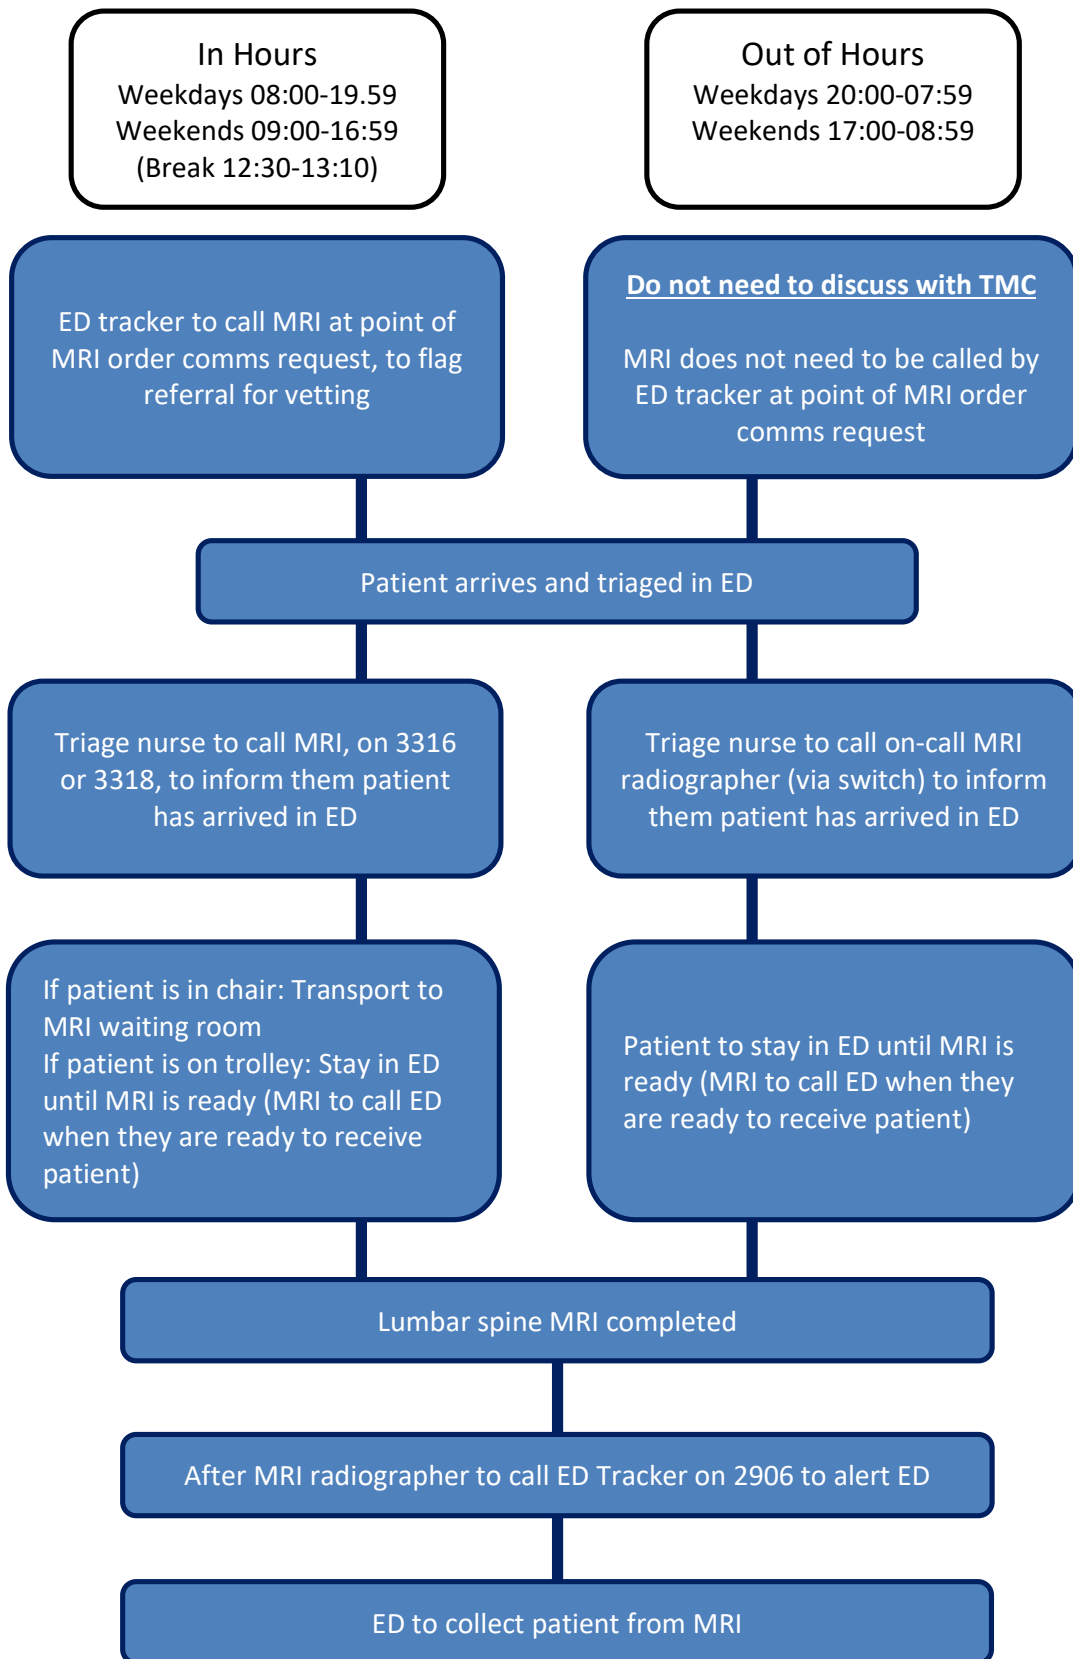 In Hours
Weekdays 08:00-19.59
Weekends 09:00-16:59
(Break 12:30-13:10)
Out of Hours
Weekdays 20:00-07:59
Weekends 17:00-08:59
ED tracker to call MRI at point of
MRI order comms request, to flag
referral for vetting
Do not need to discuss with TMC
MRI does not need to be called by
ED tracker at point of MRI order
comms request
Patient arrives and triaged in ED
Triage nurse to call MRI, on 3316
or 3318, to inform them patient
has arrived in ED
Triage nurse to call on-call MRI
radiographer (via switch) to inform
them patient has arrived in ED
If patient is in chair: Transport to
MRI waiting room
If patient is on trolley: Stay in ED
until MRI is ready (MRI to call ED
when they are ready to receive
patient)
Patient to stay in ED until MRI is
ready (MRI to call ED when they
are ready to receive patient)
Lumbar spine MRI completed
After MRI radiographer to call ED Tracker on 2906 to alert ED
ED to collect patient from MRI